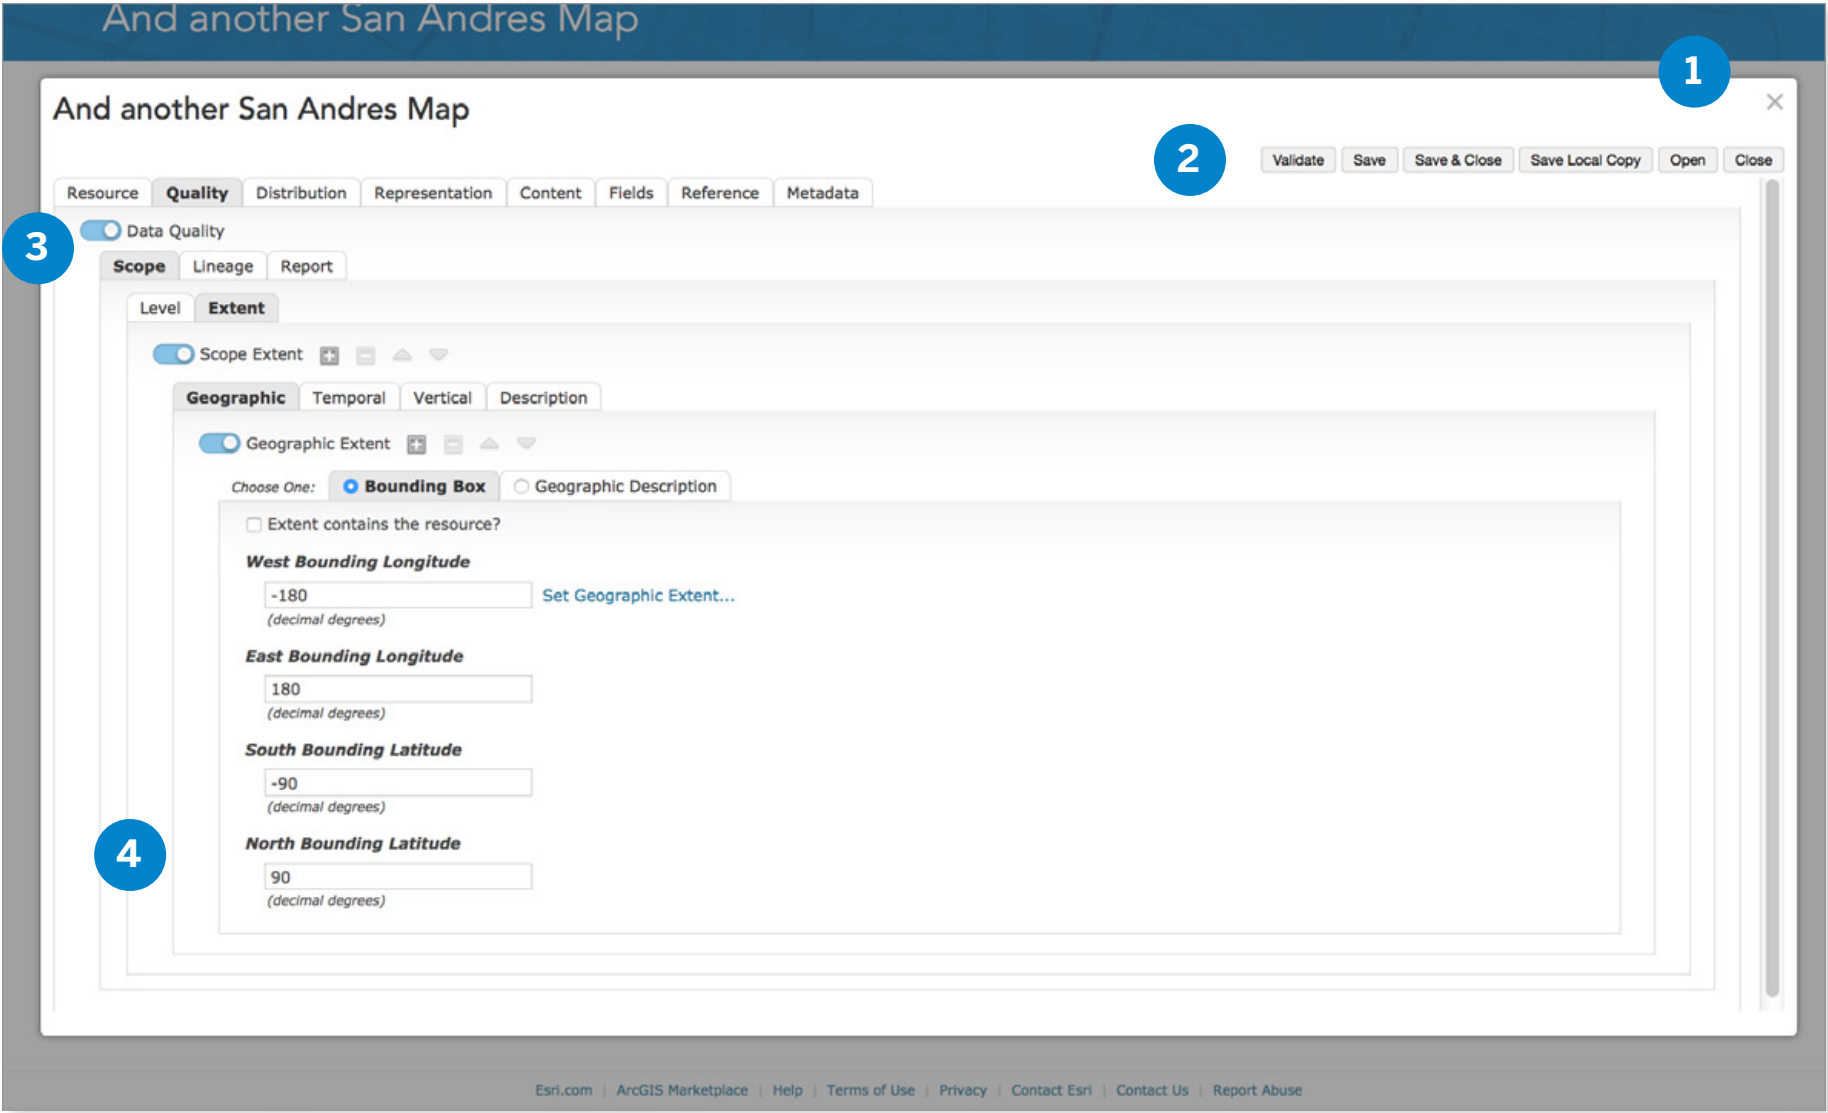 And another San Andres Map
1
And another San Andres Map
2
Validate Save Save & Close Save Local Copy Open Close
Resource Quality Distribution Representation Content Fields Reference Metadata
3
Data Quality
Scope Lineage Report
Level Extent
Scope Extent
Geographic Temporal Vertical Description
Geographic Extent
Choose One: Bounding Box Geographic Description
Extent contains the resource?
West Bounding Longitude
-180 Set Geographic Extent...
(decimal degrees)
East Bounding Longitude
180
(decimal degrees)
South Bounding Latitude
-90
(decimal degrees)
4
North Bounding Latitude
90
(decimal degrees)
Esri.com | ArcGIS Marketplace | Help | Terms of Use | Privacy | Contact Esri | Contact Us | Report Abuse